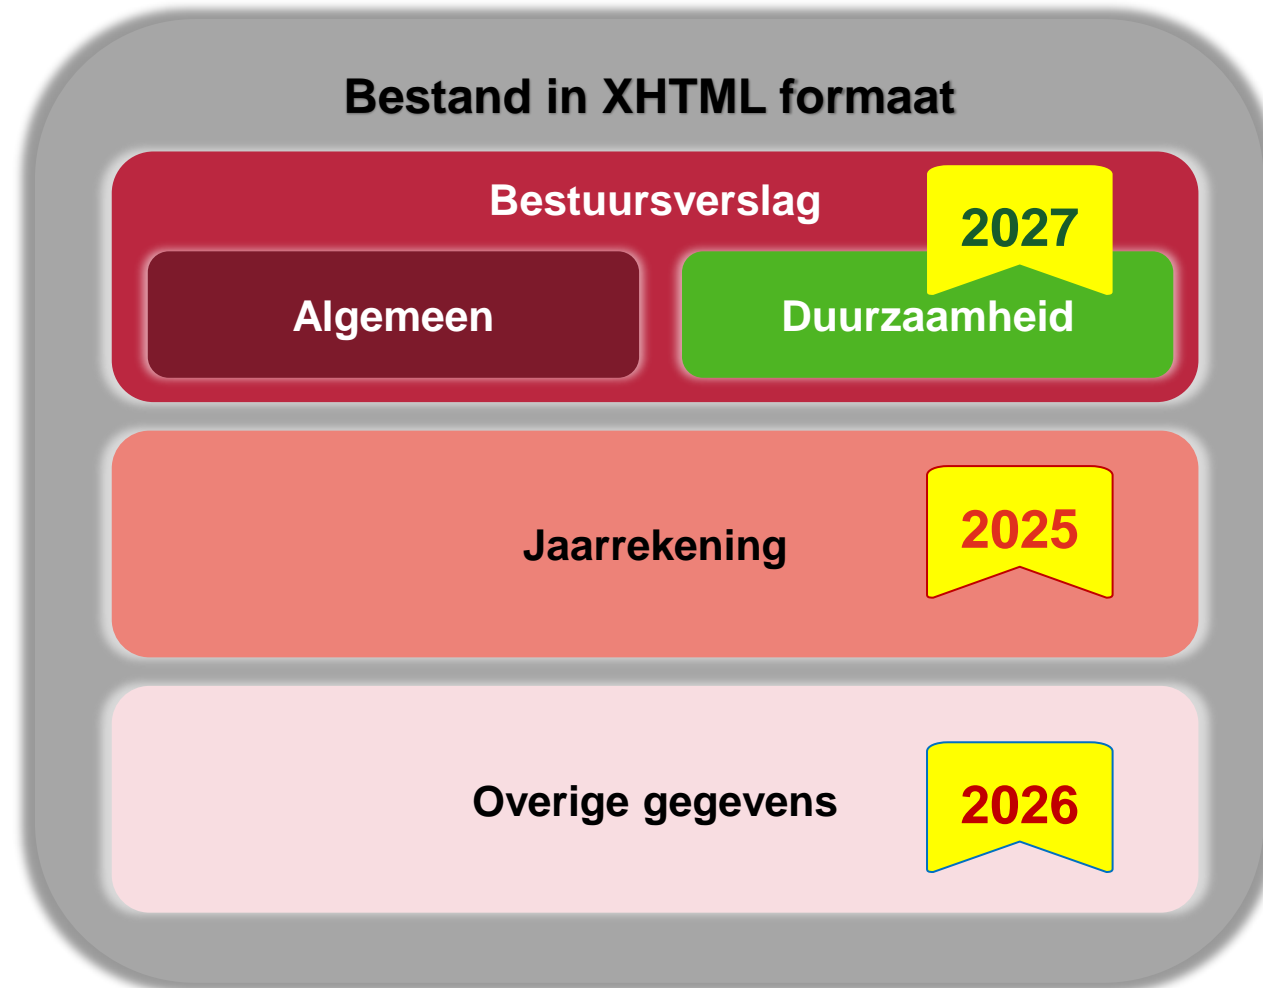 Bestand in XHTML formaat
Bestuursverslag
2027
Algemeen
Duurzaamheid
Jaarrekening
2025
Overige gegevens
2026